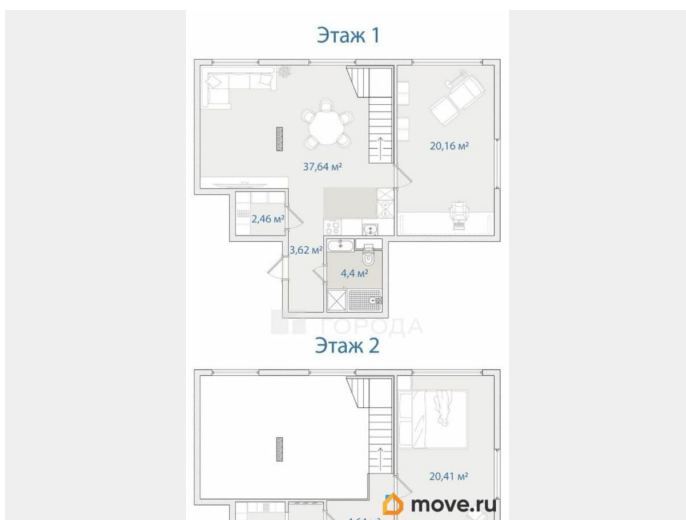 Этаж 1
20,16 м²
37,64 м²
2,46 м²
3,62 м²
4,4 м²
ГОРОДА
Этаж 2
20,41 м²
move.ru